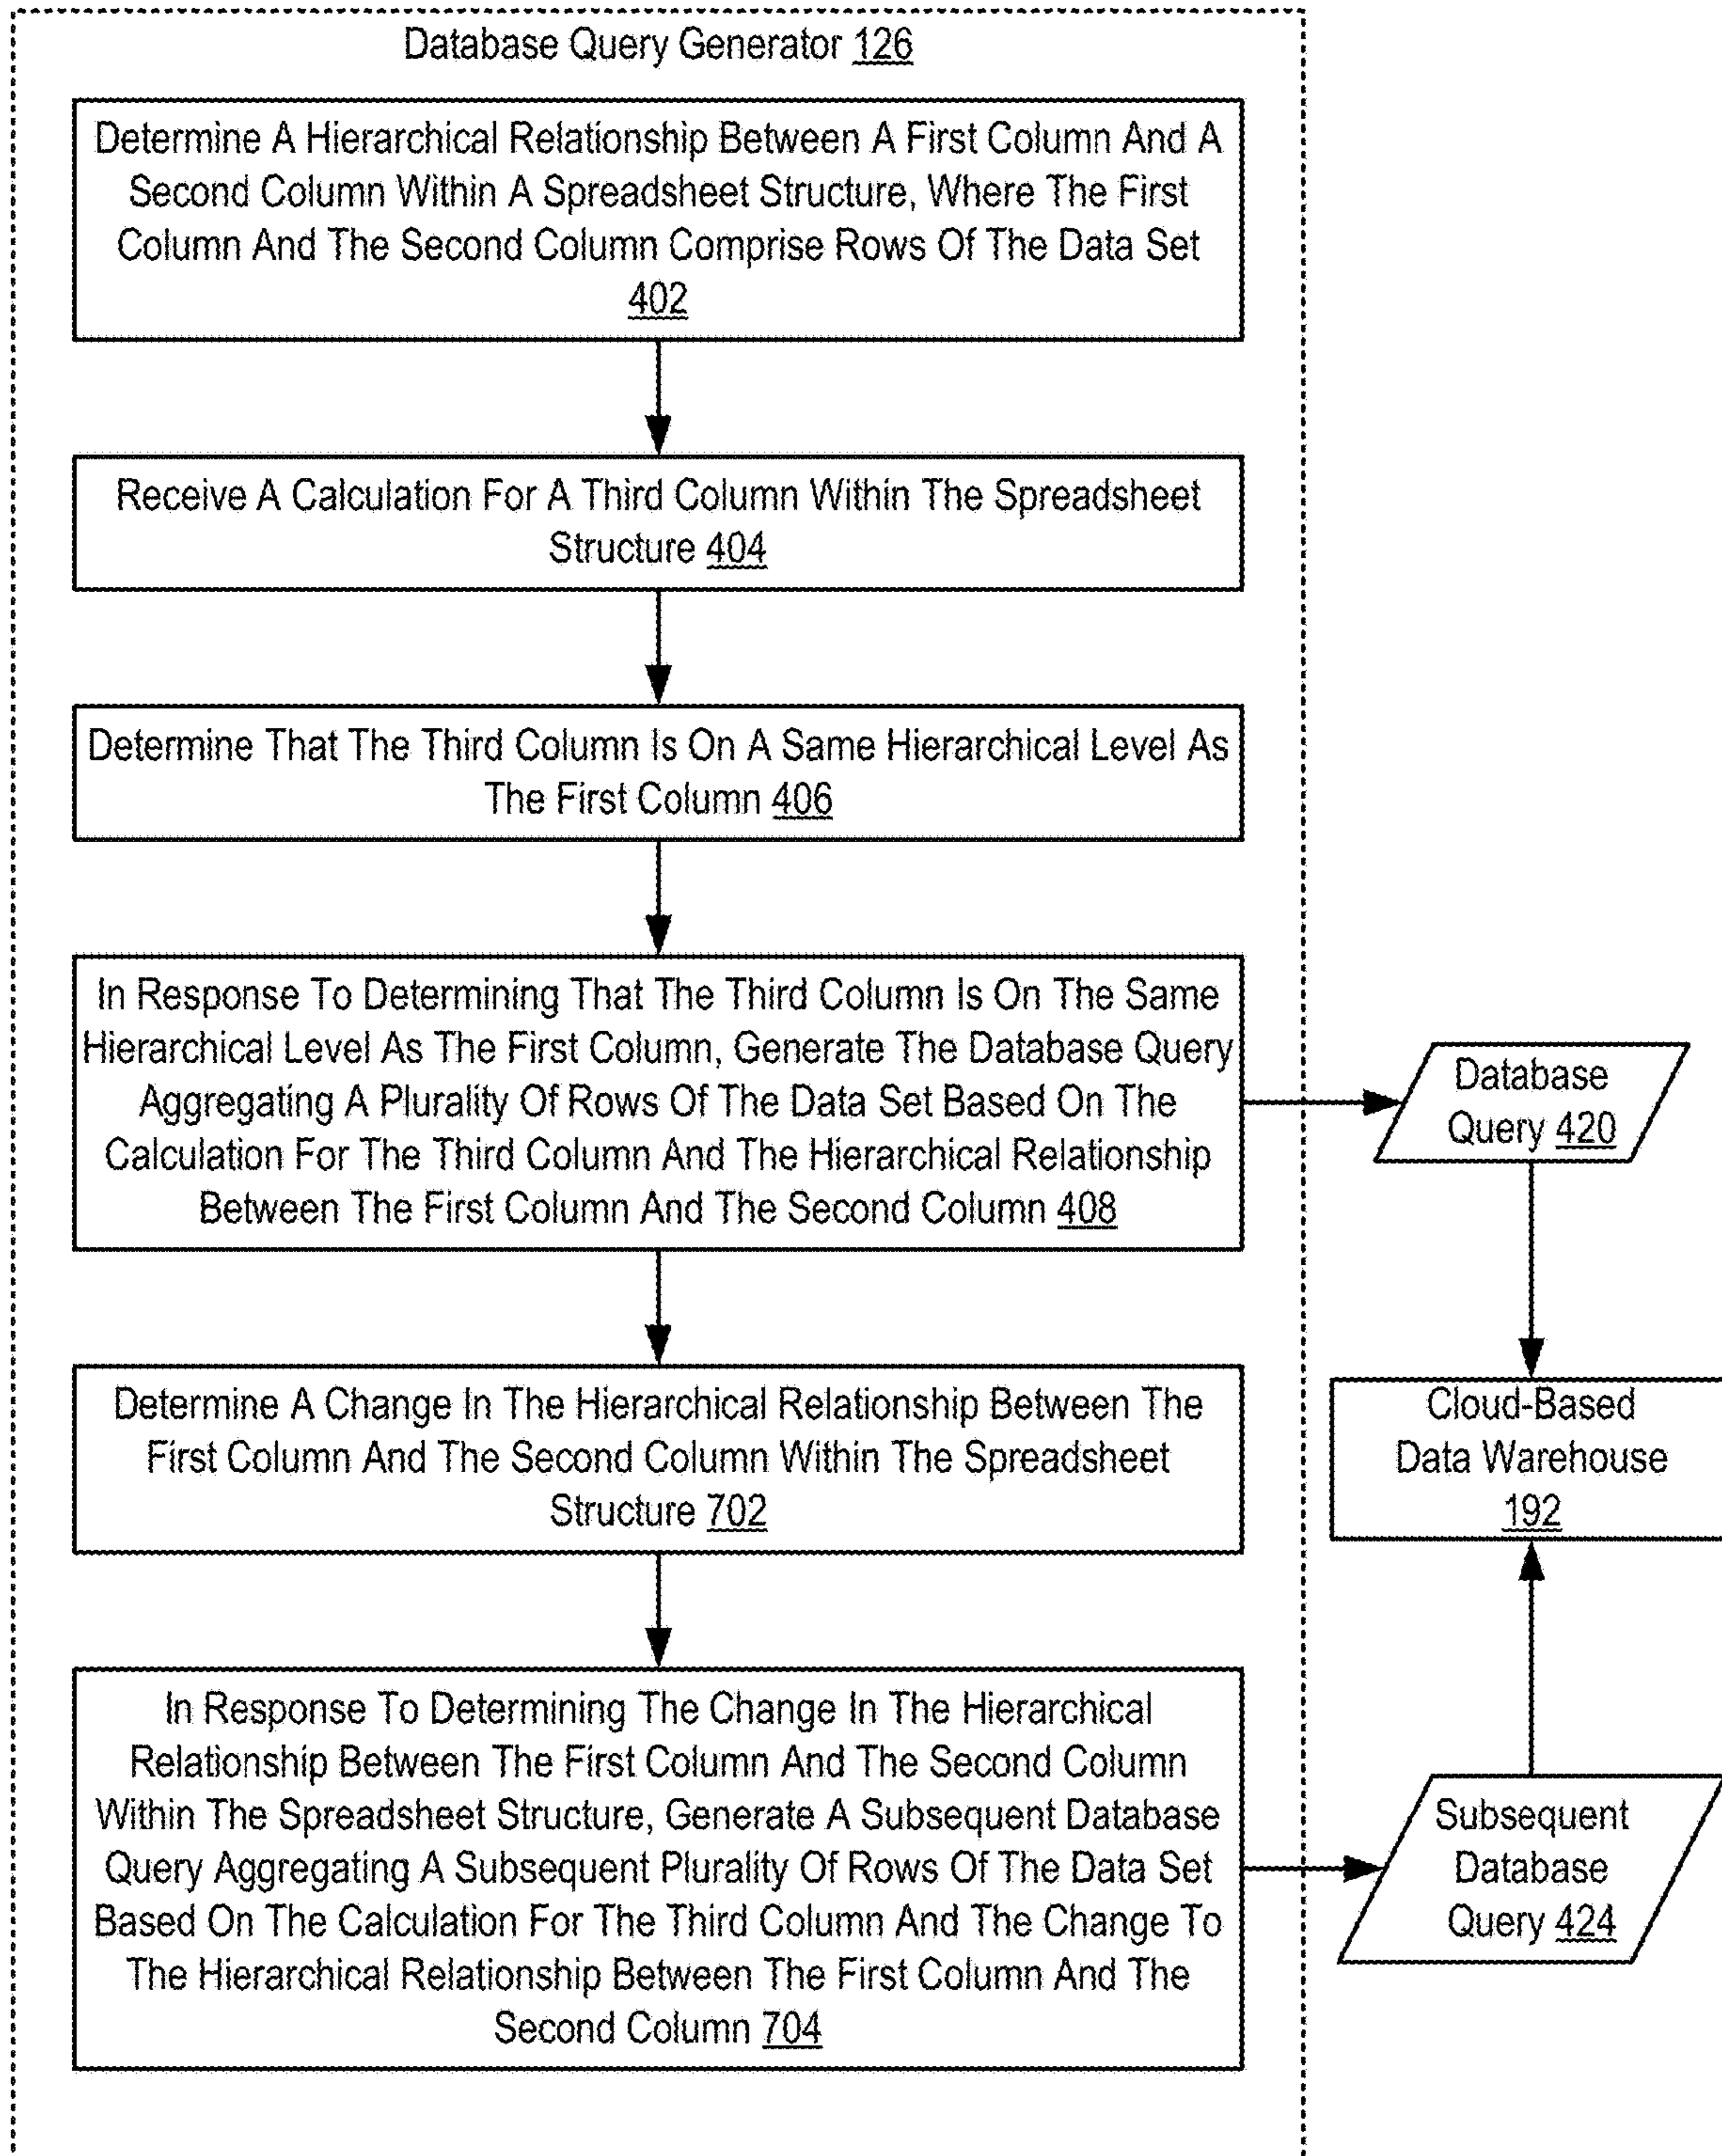 Database Query Generator 126
Determine A Hierarchical Relationship Between A First Column And A
Second Column Within A Spreadsheet Structure, Where The First
Column And The Second Column Comprise Rows Of The Data Set
402
Receive A Calculation For A Third Column Within The Spreadsheet
Structure 404
Determine That The Third Column Is On A Same Hierarchical Level As
The First Column 406
In Response To Determining That The Third Column Is On The Same
Hierarchical Level As The First Column, Generate The Database Query
Aggregating A Plurality Of Rows Of The Data Set Based On The
Calculation For The Third Column And The Hierarchical Relationship
Between The First Column And The Second Column 408
Database
Query 420
Determine A Change In The Hierarchical Relationship Between The
First Column And The Second Column Within The Spreadsheet
Structure 702
Cloud-Based
Data Warehouse
192
In Response To Determining The Change In The Hierarchical
Relationship Between The First Column And The Second Column
Within The Spreadsheet Structure, Generate A Subsequent Database
Query Aggregating A Subsequent Plurality Of Rows Of The Data Set
Based On The Calculation For The Third Column And The Change To
The Hierarchical Relationship Between The First Column And The
Second Column 704
Subsequent
Database
Query 424